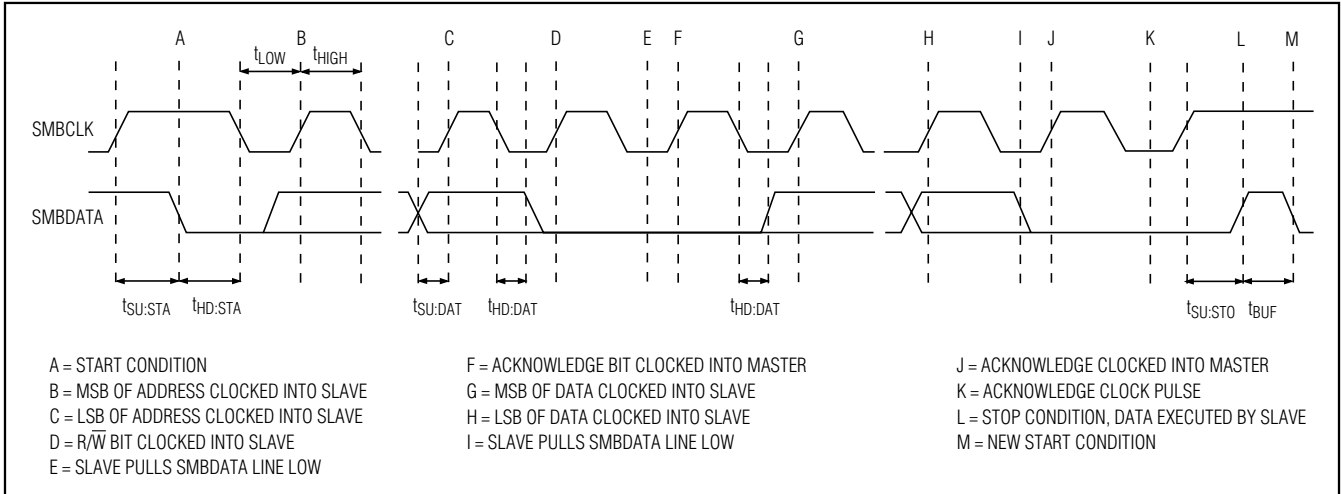 A B C D E F G H I J K L M
tLOW tHIGH
SMBCLK
SMBDATA
tSU:STA tHD:STA tSU:DAT tHD:DAT tHD:DAT tSU:STO tBUF
A = START CONDITION
B = MSB OF ADDRESS CLOCKED INTO SLAVE
C = LSB OF ADDRESS CLOCKED INTO SLAVE
D = R/W̅ BIT CLOCKED INTO SLAVE
E = SLAVE PULLS SMBDATA LINE LOW
F = ACKNOWLEDGE BIT CLOCKED INTO MASTER
G = MSB OF DATA CLOCKED INTO SLAVE
H = LSB OF DATA CLOCKED INTO SLAVE
I = SLAVE PULLS SMBDATA LINE LOW
J = ACKNOWLEDGE CLOCKED INTO MASTER
K = ACKNOWLEDGE CLOCK PULSE
L = STOP CONDITION, DATA EXECUTED BY SLAVE
M = NEW START CONDITION